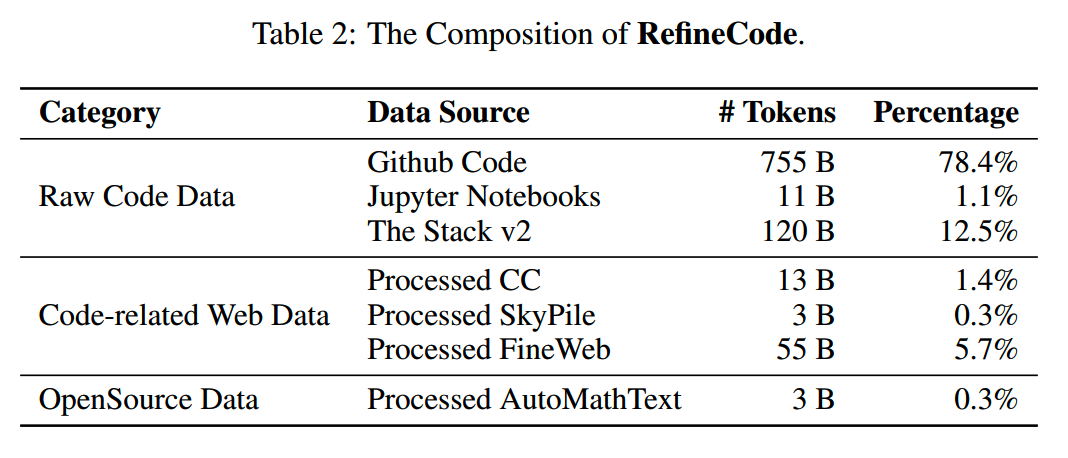 Table 2: The Composition of RefineCode.
Category Data Source # Tokens Percentage
Github Code 755 B 78.4%
Raw Code Data Jupyter Notebooks 11 B 1.1%
The Stack v2 120 B 12.5%
Processed CC 13 B 1.4%
Code-related Web Data Processed SkyPile 3 B 0.3%
Processed FineWeb 55 B 5.7%
OpenSource Data Processed AutoMathText 3 B 0.3%